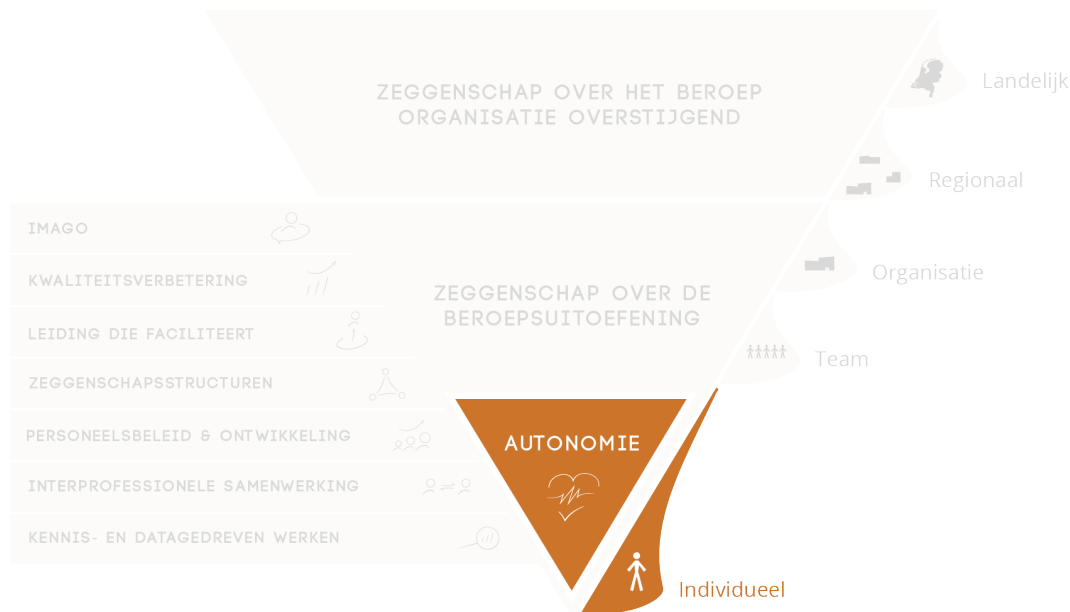 ZEGGENSCHAP OVER HET BEROEP
ORGANISATIE OVERSTIJGEND
Landelijk
Regionaal
IMAGO
KWALITEITSVERBETERING
LEIDING DIE FACILITEERT
ZEGGENSCHAPSSTRUCTUREN
PERSONEELSBELEID & ONTWIKKELING
INTERPROFESSIONELE SAMENWERKING
KENNIS- EN DATAGEDREVEN WERKEN
ZEGGENSCHAP OVER DE
BEROEPSUITOEFENING
Organisatie
Team
AUTONOMIE
Individueel